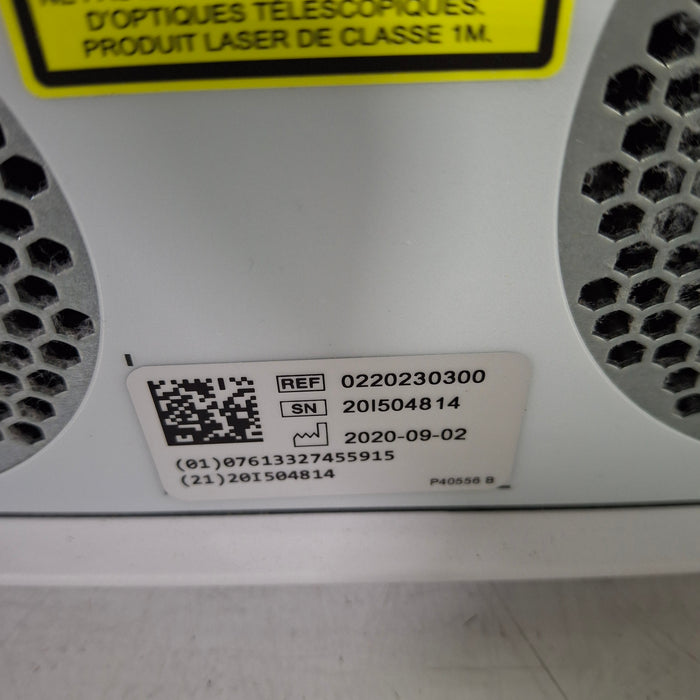 D'OPTIQUES TÉLESCOPIQUES.
PRODUIT LASER DE CLASSE 1M.
REF 0220230300
SN 20I504814
2020-09-02
(01)07613327455915
(21)20I504814
P40556 B